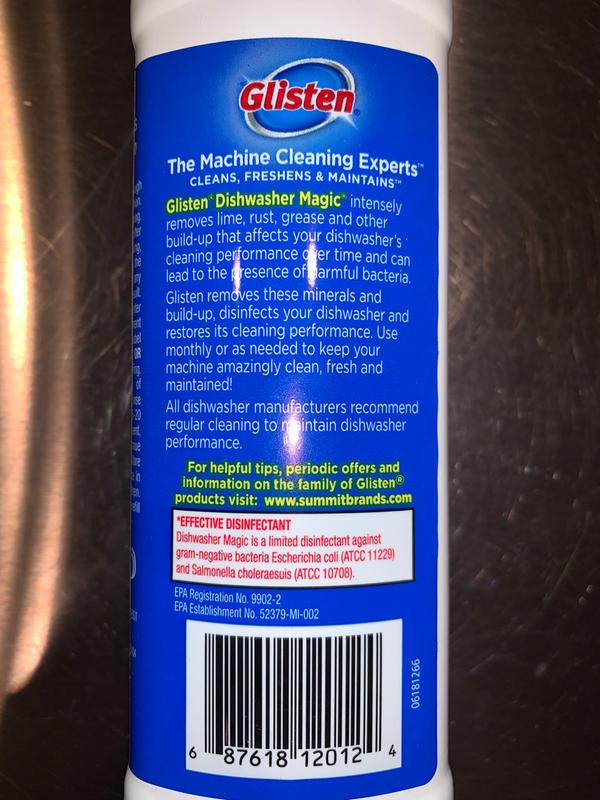 Glisten®
The Machine Cleaning Experts™
CLEANS, FRESHENS & MAINTAINS™
Glisten® Dishwasher Magic® intensely
removes lime, rust, grease and other
build-up that affects your dishwasher's
cleaning performance over time and can
lead to the presence of harmful bacteria.
Glisten removes these minerals and
build-up, disinfects your dishwasher and
restores its cleaning performance. Use
monthly or as needed to keep your
machine amazingly clean, fresh and
maintained!
All dishwasher manufacturers recommend
regular cleaning to maintain dishwasher
performance.
For helpful tips, periodic offers and
information on the family of Glisten®
products visit: www.summitbrands.com
*EFFECTIVE DISINFECTANT
Dishwasher Magic is a limited disinfectant against
gram-negative bacteria Escherichia coli (ATCC 11229)
and Salmonella choleraesuis (ATCC 10708).
EPA Registration No. 9902-2
EPA Establishment No. 52379-MI-002
06181266
6 87618 12012 4